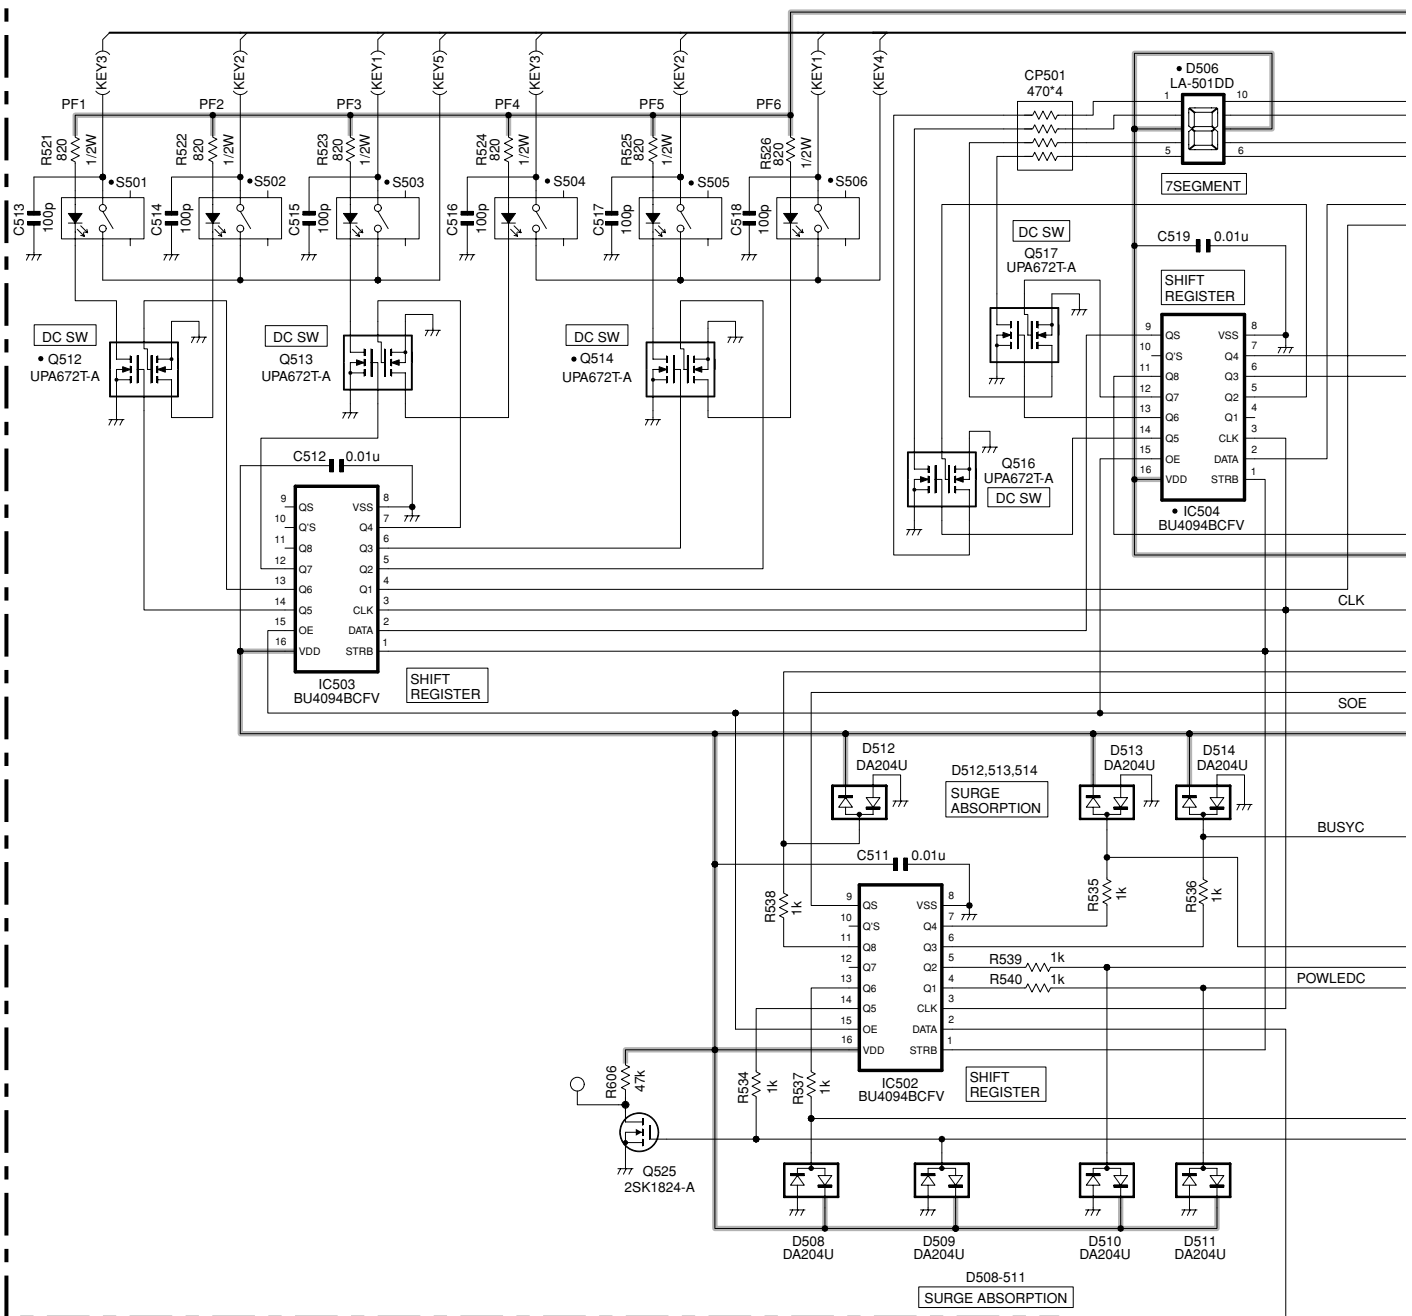 (KEY3)
(KEY2)
(KEY1)
(KEY5)
(KEY3)
(KEY2)
(KEY1)
(KEY4)
PF1
PF2
PF3
PF4
PF5
PF6
R521
820
1/2W
R522
820
1/2W
R523
820
1/2W
R524
820
1/2W
R525
820
1/2W
R526
820
1/2W
• S501
• S502
• S503
• S504
• S505
• S506
C513
100p
C514
100p
C515
100p
C516
100p
C517
100p
C518
100p
CP501
470*4
• D506
LA-501DD
1
10
5
6
7SEGMENT
DC SW
Q517
UPA672T-A
C519
0.01u
SHIFT
REGISTER
DC SW
• Q512
UPA672T-A
DC SW
Q513
UPA672T-A
DC SW
• Q514
UPA672T-A
9 QS VSS 8
10 Q'S Q4 7
11 Q8 Q3 6
12 Q7 Q2 5
13 Q6 Q1 4
14 Q5 CLK 3
15 OE DATA 2
16 VDD STRB 1
• IC504
BU4094BCFV
Q516
UPA672T-A
DC SW
C512
0.01u
9 QS VSS 8
10 Q'S Q4 7
11 Q8 Q3 6
12 Q7 Q2 5
13 Q6 Q1 4
14 Q5 CLK 3
15 OE DATA 2
16 VDD STRB 1
IC503
BU4094BCFV
SHIFT
REGISTER
CLK
SOE
D512
DA204U
D512,513,514
SURGE
ABSORPTION
D513
DA204U
D514
DA204U
BUSYC
C511
0.01u
R538
1k
R535
1k
R536
1k
9 QS VSS 8
10 Q'S Q4 7
11 Q8 Q3 6
12 Q7 Q2 5
13 Q6 Q1 4
14 Q5 CLK 3
15 OE DATA 2
16 VDD STRB 1
R539
1k
R540
1k
POWLEDC
IC502
BU4094BCFV
SHIFT
REGISTER
R606
47k
R534
1k
R537
1k
Q525
2SK1824-A
D508
DA204U
D509
DA204U
D510
DA204U
D511
DA204U
D508-511
SURGE ABSORPTION